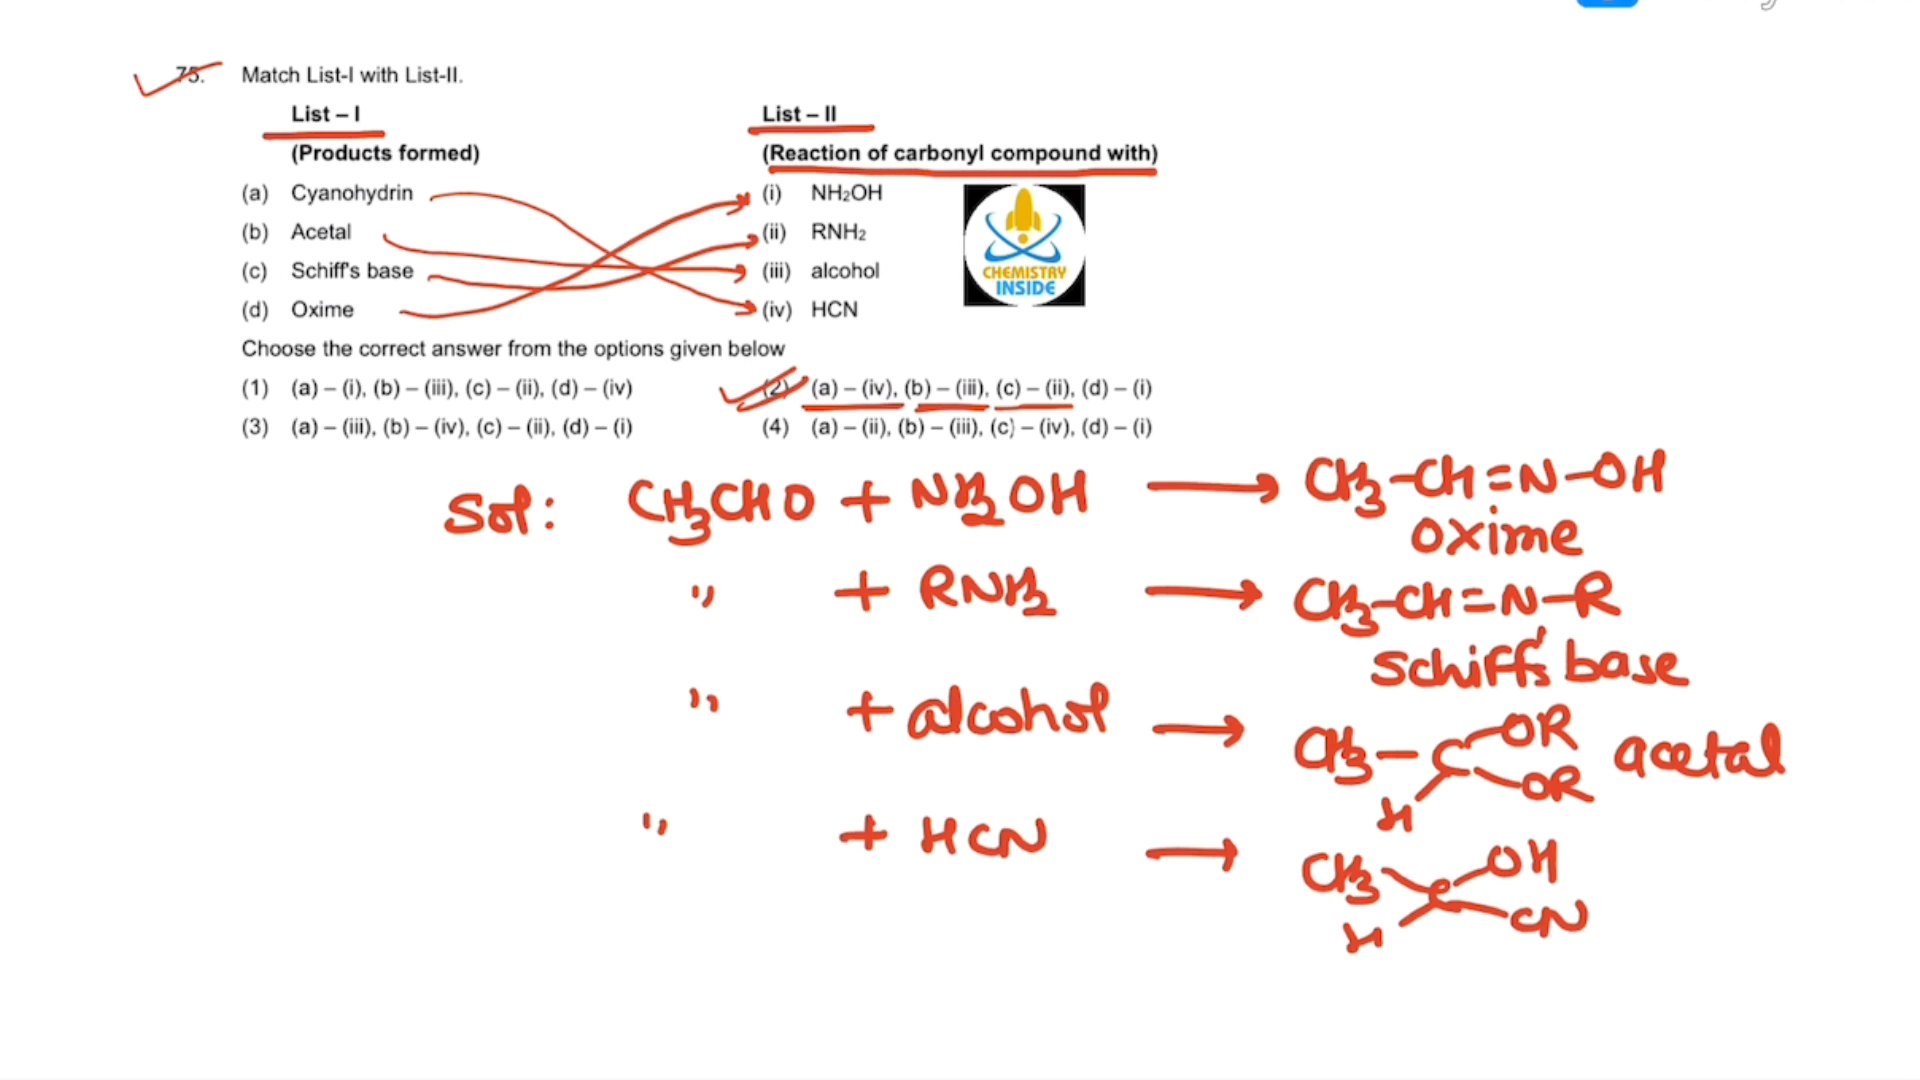 75. Match List-I with List-II.
List – I List – II
(Products formed) (Reaction of carbonyl compound with)
(a) Cyanohydrin (i) NH₂OH
(b) Acetal (ii) RNH₂
(c) Schiff's base (iii) alcohol
(d) Oxime (iv) HCN
CHEMISTRY
INSIDE
Choose the correct answer from the options given below
(1) (a) – (i), (b) – (iii), (c) – (ii), (d) – (iv) (2) (a) – (iv), (b) – (iii), (c) – (ii), (d) – (i)
(3) (a) – (iii), (b) – (iv), (c) – (ii), (d) – (i) (4) (a) – (ii), (b) – (iii), (c) – (iv), (d) – (i)
Sol: CH₃CHO + NH₂OH → CH₃-CH=N-OH
Oxime
" + RNH₂ → CH₃-CH=N-R
Schiff's base
" + alcohol → CH₃-C OR acetal
OR
H
" + HCN → CH₃ C OH
H CN